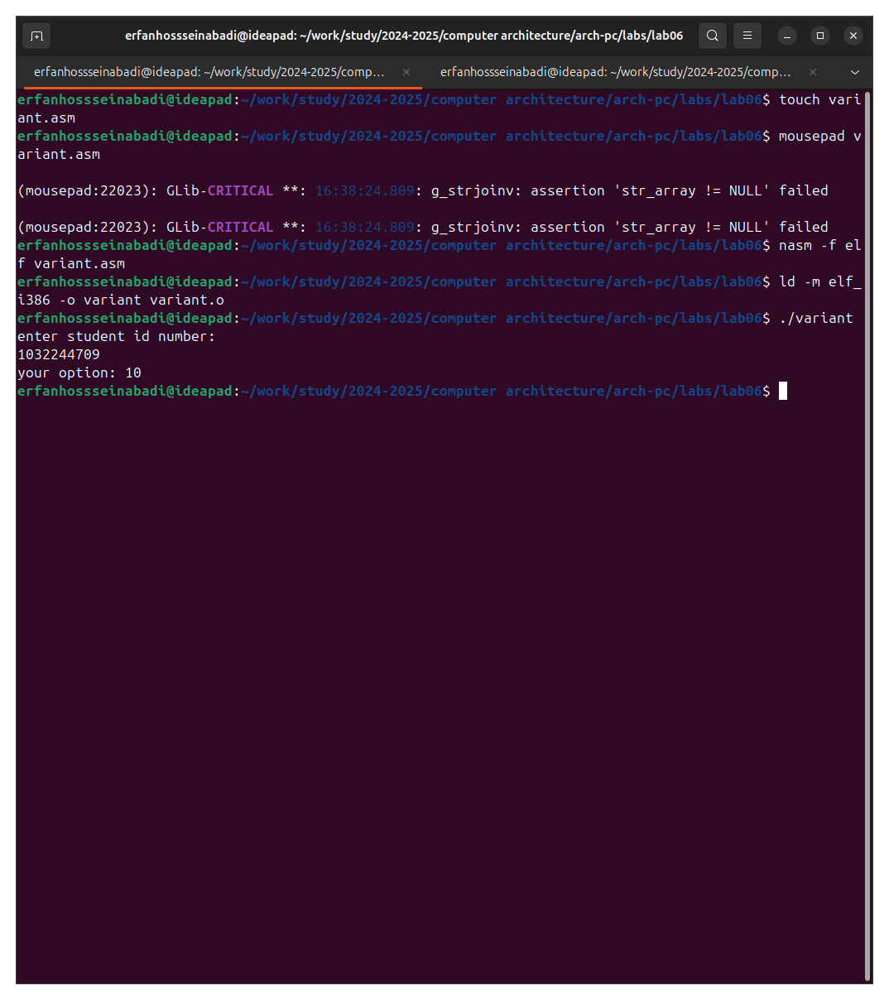 erfanhossseinabadi@ideapad: ~/work/study/2024-2025/computer architecture/arch-pc/labs/lab06
erfanhossseinabadi@ideapad: ~/work/study/2024-2025/comp... erfanhossseinabadi@ideapad: ~/work/study/2024-2025/comp...
erfanhossseinabadi@ideapad:~/work/study/2024-2025/computer architecture/arch-pc/labs/lab06$ touch vari
ant.asm
erfanhossseinabadi@ideapad:~/work/study/2024-2025/computer architecture/arch-pc/labs/lab06$ mousepad v
ariant.asm
(mousepad:22023): GLib-CRITICAL **: 16:38:24.809: g_strjoinv: assertion 'str_array != NULL' failed
(mousepad:22023): GLib-CRITICAL **: 16:38:24.809: g_strjoinv: assertion 'str_array != NULL' failed
erfanhossseinabadi@ideapad:~/work/study/2024-2025/computer architecture/arch-pc/labs/lab06$ nasm -f el
f variant.asm
erfanhossseinabadi@ideapad:~/work/study/2024-2025/computer architecture/arch-pc/labs/lab06$ ld -m elf_
i386 -o variant variant.o
erfanhossseinabadi@ideapad:~/work/study/2024-2025/computer architecture/arch-pc/labs/lab06$ ./variant
enter student id number:
1032244709
your option: 10
erfanhossseinabadi@ideapad:~/work/study/2024-2025/computer architecture/arch-pc/labs/lab06$